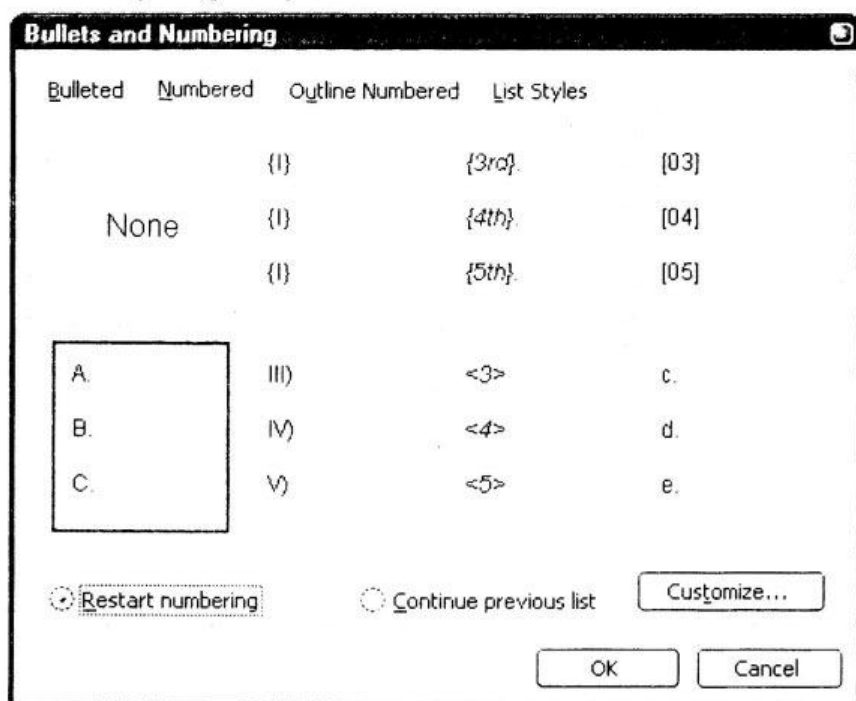 Bullets and Numbering
Bulleted Numbered Outline Numbered List Styles
None
{I} {3rd}. [03]
{I} {4th}. [04]
{I} {5th}. [05]
A. III) <3> c.
B. IV) <4> d.
C. V) <5> e.
Restart numbering Continue previous list Customize...
OK Cancel